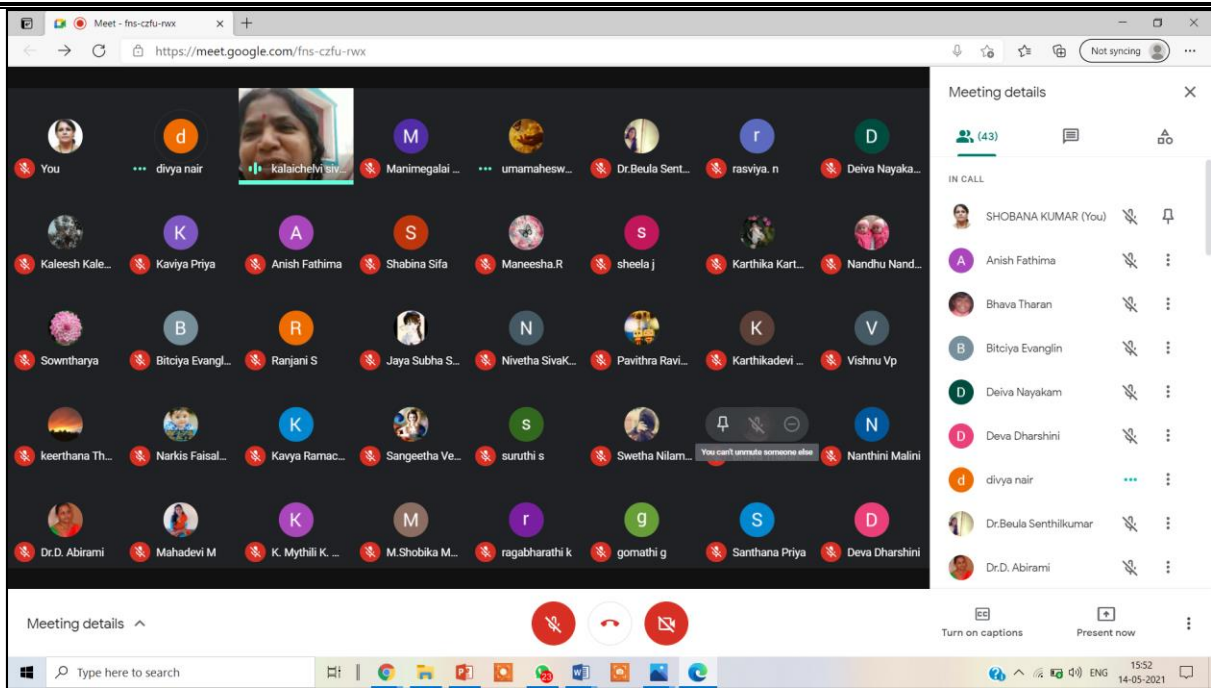 Meet - fns-czfu-rwx
https://meet.google.com/fns-czfu-rwx
Not syncing
You
d
divya nair
kalaichelvi siv...
M
Manimegalai ...
umamahesw...
Dr.Beula Sent...
r
rasviya. n
D
Deiva Nayaka...
Kaleesh Kale...
K
Kaviya Priya
A
Anish Fathima
S
Shabina Sifa
Maneesha.R
s
sheela j
Karthika Kart...
Nandhu Nand...
Sowntharya
B
Bitciya Evangl...
R
Ranjani S
Jaya Subha S...
N
Nivetha SivaK...
Pavithra Ravi...
K
Karthikadevi ...
V
Vishnu Vp
keerthana Th...
Narkis Faisal...
K
Kavya Ramac...
Sangeetha Ve...
s
suruthi s
Swetha Nilam...
You can't unmute someone else
N
Nanthini Malini
Dr.D. Abirami
Mahadevi M
K
K. Mythili K. ...
M
M.Shobika M...
r
ragabharathi k
g
gomathi g
S
Santhana Priya
D
Deva Dharshini
Meeting details
(43)
IN CALL
SHOBANA KUMAR (You)
A
Anish Fathima
Bhava Tharan
B
Bitciya Evanglin
D
Deiva Nayakam
D
Deva Dharshini
d
divya nair
Dr.Beula Senthilkumar
Dr.D. Abirami
Meeting details
CC
Turn on captions
Present now
Type here to search
23
ENG
15:52
14-05-2021